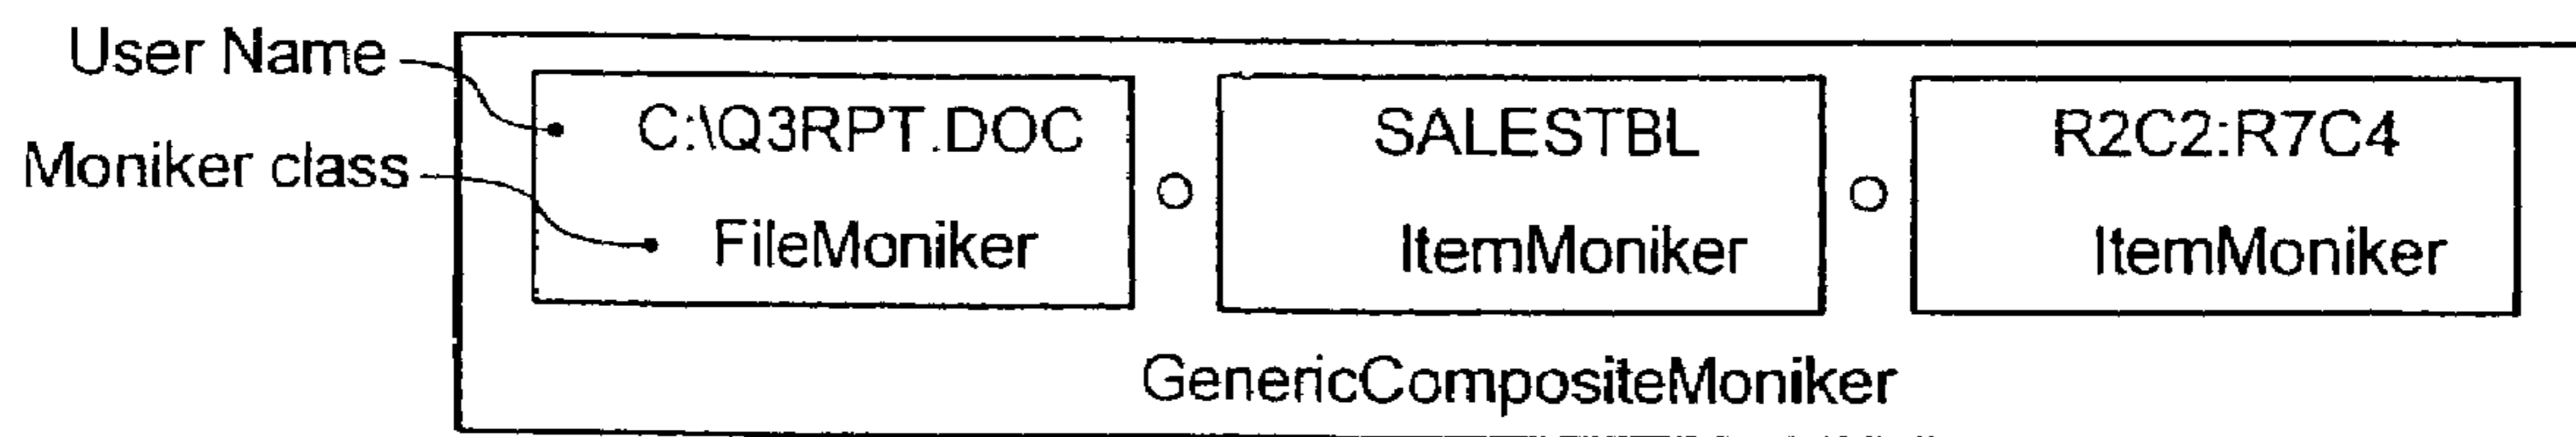 User Name
Moniker class
C:\Q3RPT.DOC
FileMoniker
SALESTBL
ItemMoniker
R2C2:R7C4
ItemMoniker
GenericCompositeMoniker